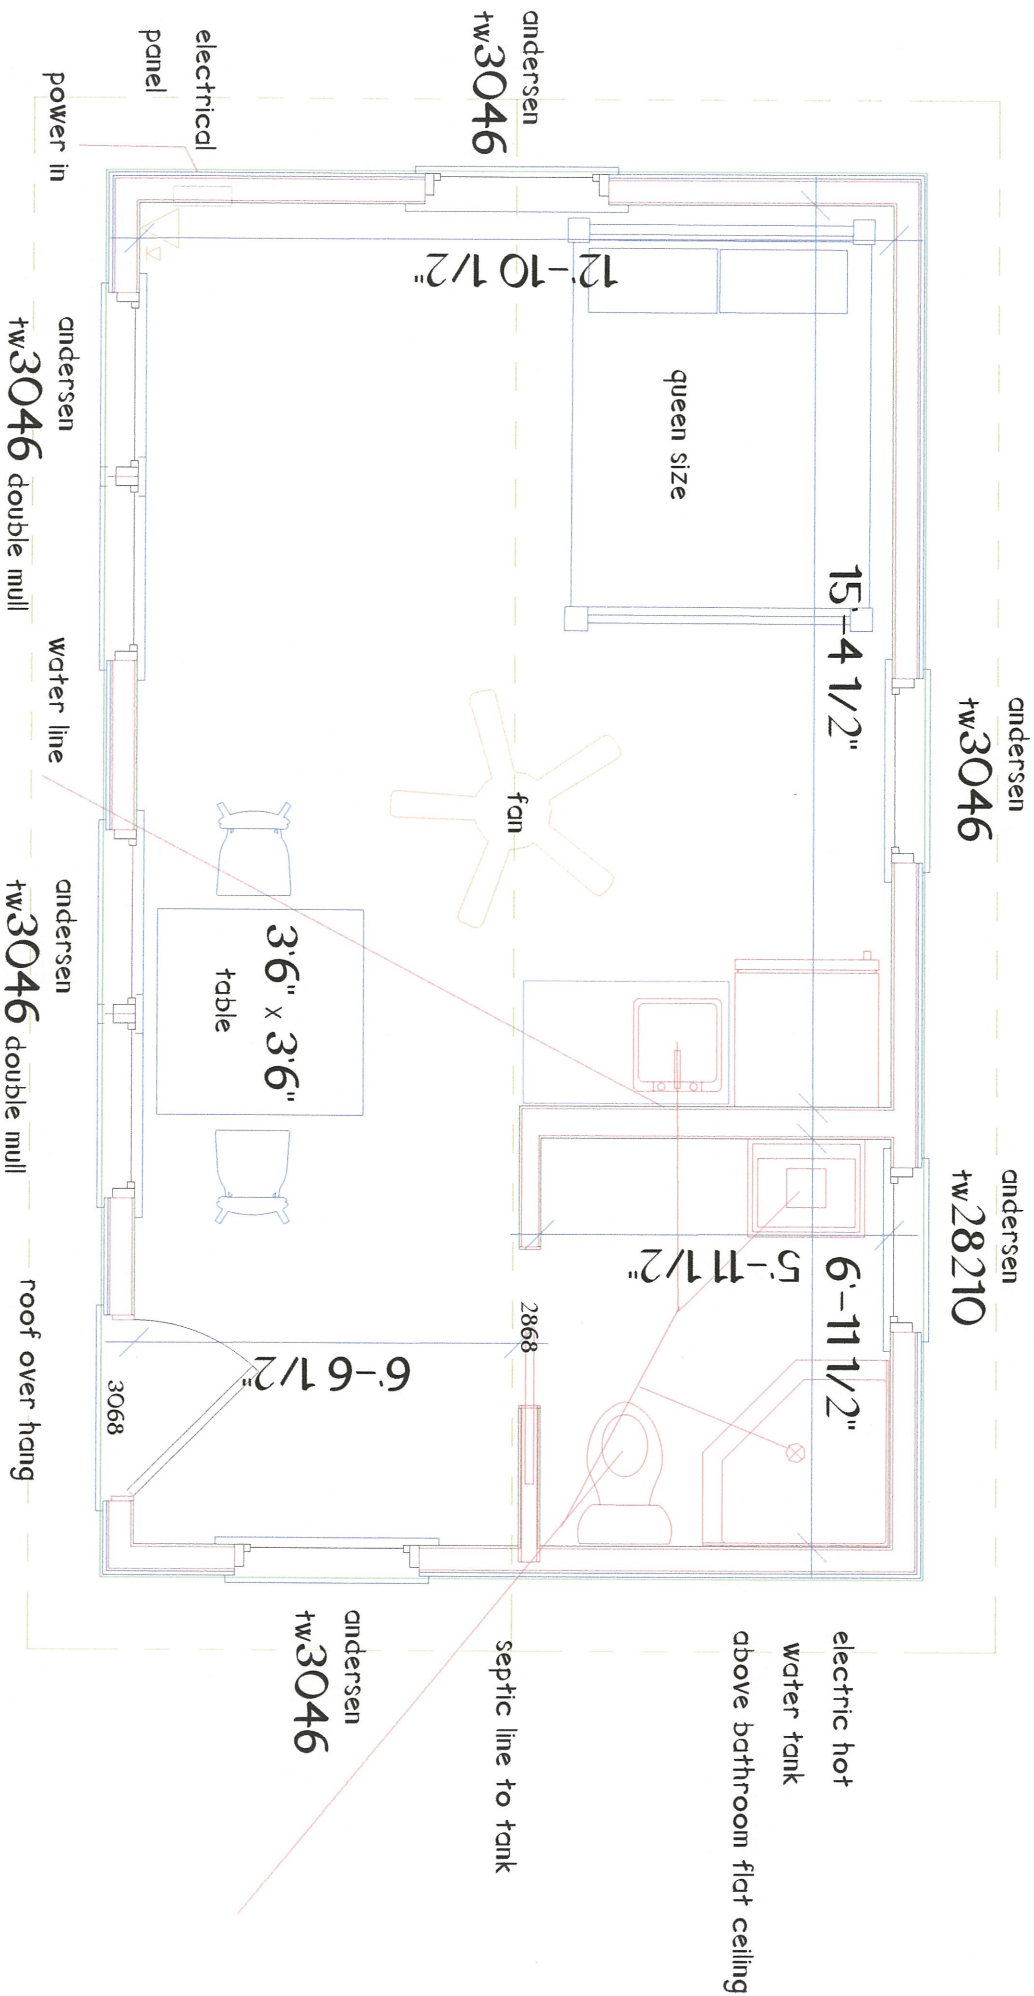 andersen
tw28210
andersen
tw3046
15'-4 1/2"
6'-11 1/2"
electric hot
water tank
above bathroom flat ceiling
queen size
5'-11 1/2"
andersen
tw3046
fan
2868
septic line to tank
12'-10 1/2"
3'6" x 3'6"
table
6'-6 1/2"
andersen
tw3046
electrical
panel
power in
3068
andersen
tw3046 double mull
water line
andersen
tw3046 double mull
roof over hang